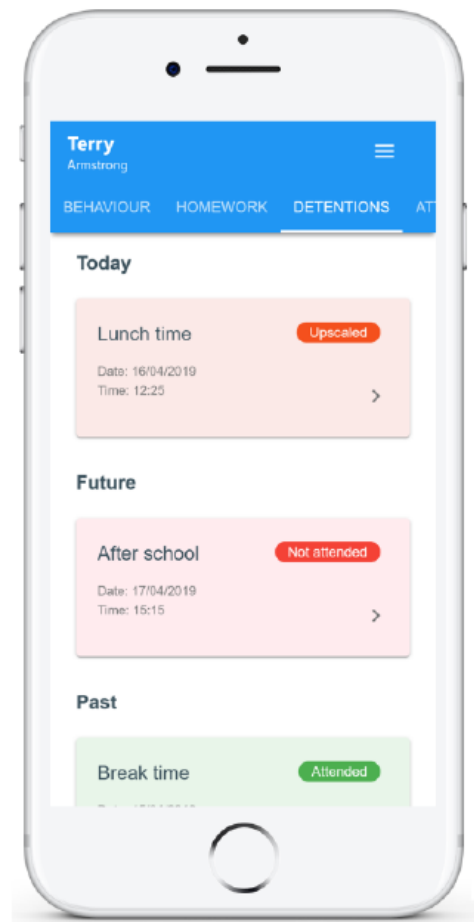 Terry
Armstrong
BEHAVIOUR HOMEWORK DETENTIONS AT
Today
Lunch time Upscaled
Date: 16/04/2019
Time: 12:25
Future
After school Not attended
Date: 17/04/2019
Time: 15:15
Past
Break time Attended